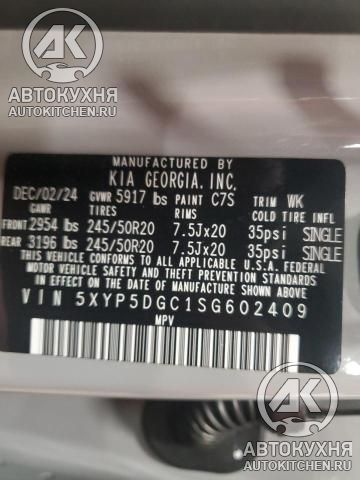 АК
АВТОКУХНЯ
AutoKitchen.ru
MANUFACTURED BY
KIA GEORGIA, INC.
DEC/02/24 GVWR 5917 lbs PAINT C7S TRIM WK
GAWR TIRES RIMS COLD TIRE INFL.
FRONT 2954 lbs 245/50R20 7.5Jx20 35psi SINGLE
REAR 3196 lbs 245/50R20 7.5Jx20 35psi SINGLE
THIS VEHICLE CONFORMS TO ALL APPLICABLE U.S.A. FEDERAL
MOTOR VEHICLE SAFETY, BUMPER, AND THEFT PREVENTION
STANDARDS IN EFFECT ON THE DATE OF MANUFACTURE SHOWN ABOVE.
VIN 5XYP5DGC1SG602409
MPV
АК
АВТОКУХНЯ
AutoKitchen.ru